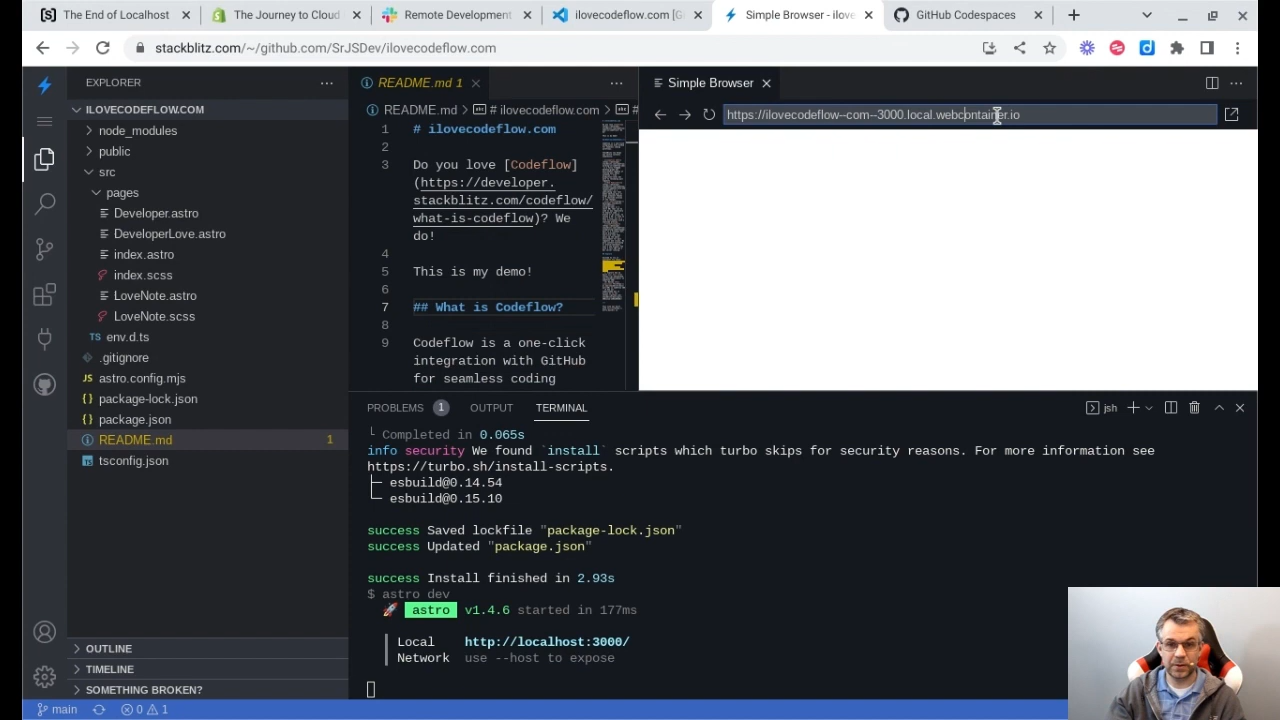 [S] The End of Localhost
The Journey to Cloud
Remote Development
ilovecodeflow.com [G
Simple Browser - ilove
GitHub Codespaces
stackblitz.com/~/github.com/SrJSDev/ilovecodeflow.com
EXPLORER
ILOVECODEFLOW.COM
node_modules
public
src
pages
Developer.astro
DeveloperLove.astro
index.astro
index.scss
LoveNote.astro
LoveNote.scss
TS env.d.ts
.gitignore
JS astro.config.mjs
package-lock.json
package.json
README.md 1
tsconfig.json
OUTLINE
TIMELINE
SOMETHING BROKEN?
README.md 1
README.md > # ilovecodeflow.com > #
1 # ilovecodeflow.com
2
3 Do you love [Codeflow]
(https://developer.
stackblitz.com/codeflow/
what-is-codeflow)? We
do!
4
5 This is my demo!
6
7 ## What is Codeflow?
8
9 Codeflow is a one-click
integration with GitHub
for seamless coding
Simple Browser
https://ilovecodeflow--com--3000.local.webcontainer.io
PROBLEMS 1 OUTPUT TERMINAL
jsh
└ Completed in 0.065s
info security We found `install` scripts which turbo skips for security reasons. For more information see
https://turbo.sh/install-scripts.
├─ esbuild@0.14.54
└─ esbuild@0.15.10
success Saved lockfile "package-lock.json"
success Updated "package.json"
success Install finished in 2.93s
$ astro dev
🚀 astro v1.4.6 started in 177ms
Local http://localhost:3000/
Network use --host to expose
main 0 1